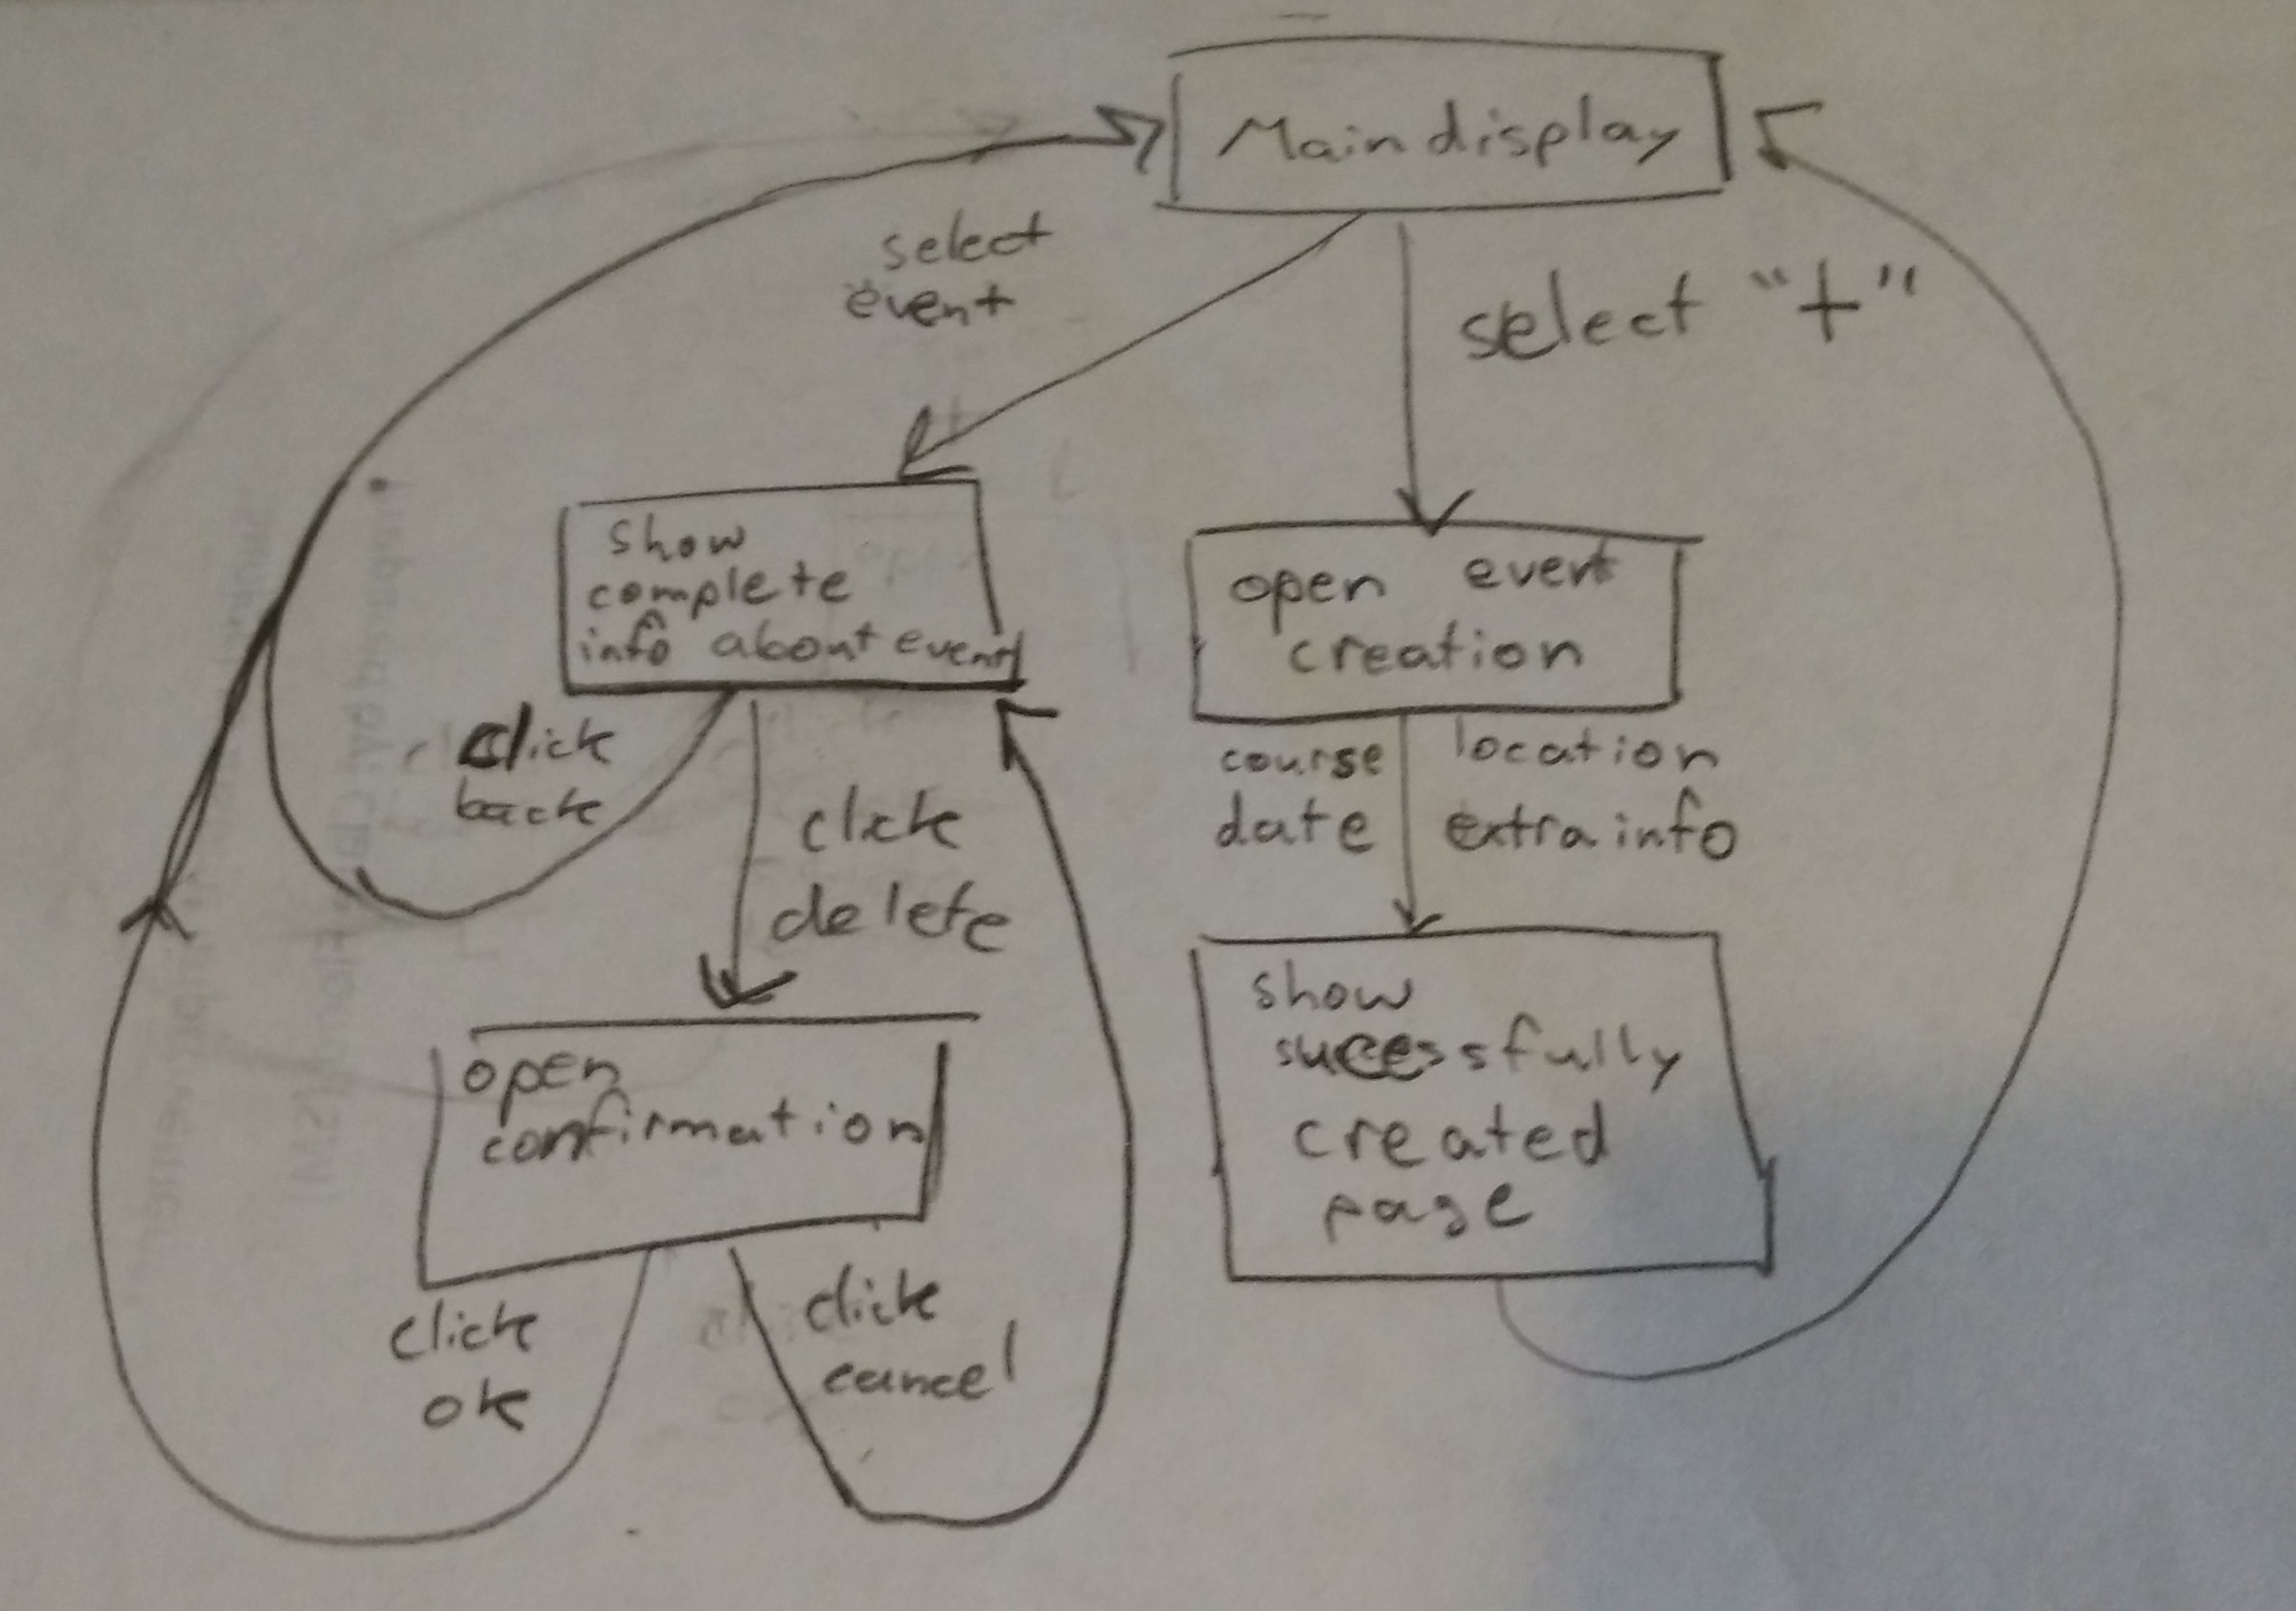 Main display
select
event
select "+"
show
complete
info about event
open event
creation
click
back
click
delete
course
date
location
extra info
open
confirmation
show
sucessfully
created
page
click
ok
click
cancel